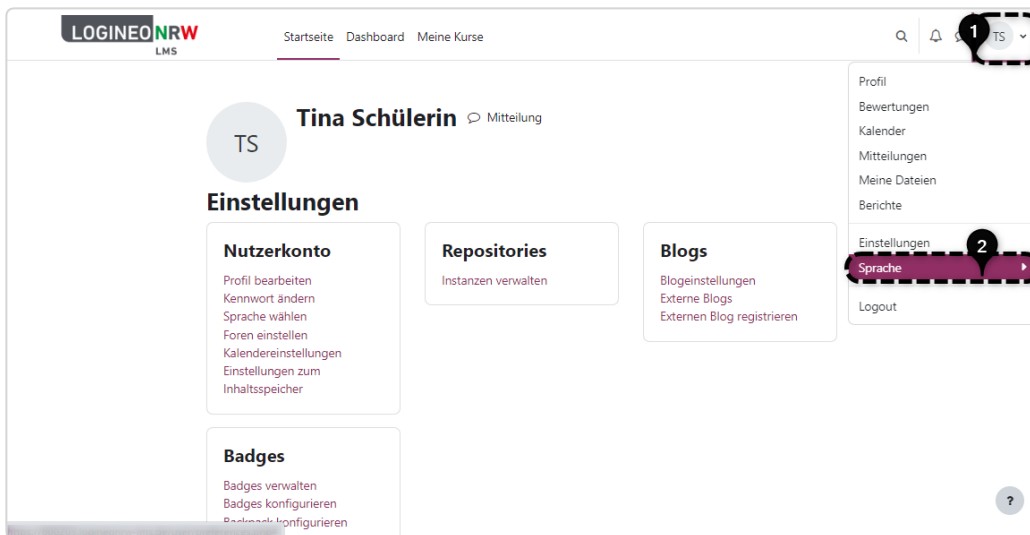 LOGINEO NRW
LMS
Startseite Dashboard Meine Kurse
1
TS
Profil
Bewertungen
Kalender
Mitteilungen
Meine Dateien
Berichte
Einstellungen
2
Sprache
Logout
TS
Tina Schülerin Mitteilung
Einstellungen
Nutzerkonto
Profil bearbeiten
Kennwort ändern
Sprache wählen
Foren einstellen
Kalendereinstellungen
Einstellungen zum
Inhaltsspeicher
Repositories
Instanzen verwalten
Blogs
Blogeinstellungen
Externe Blogs
Externen Blog registrieren
Badges
Badges verwalten
Badges konfigurieren
Backpack konfigurieren
?